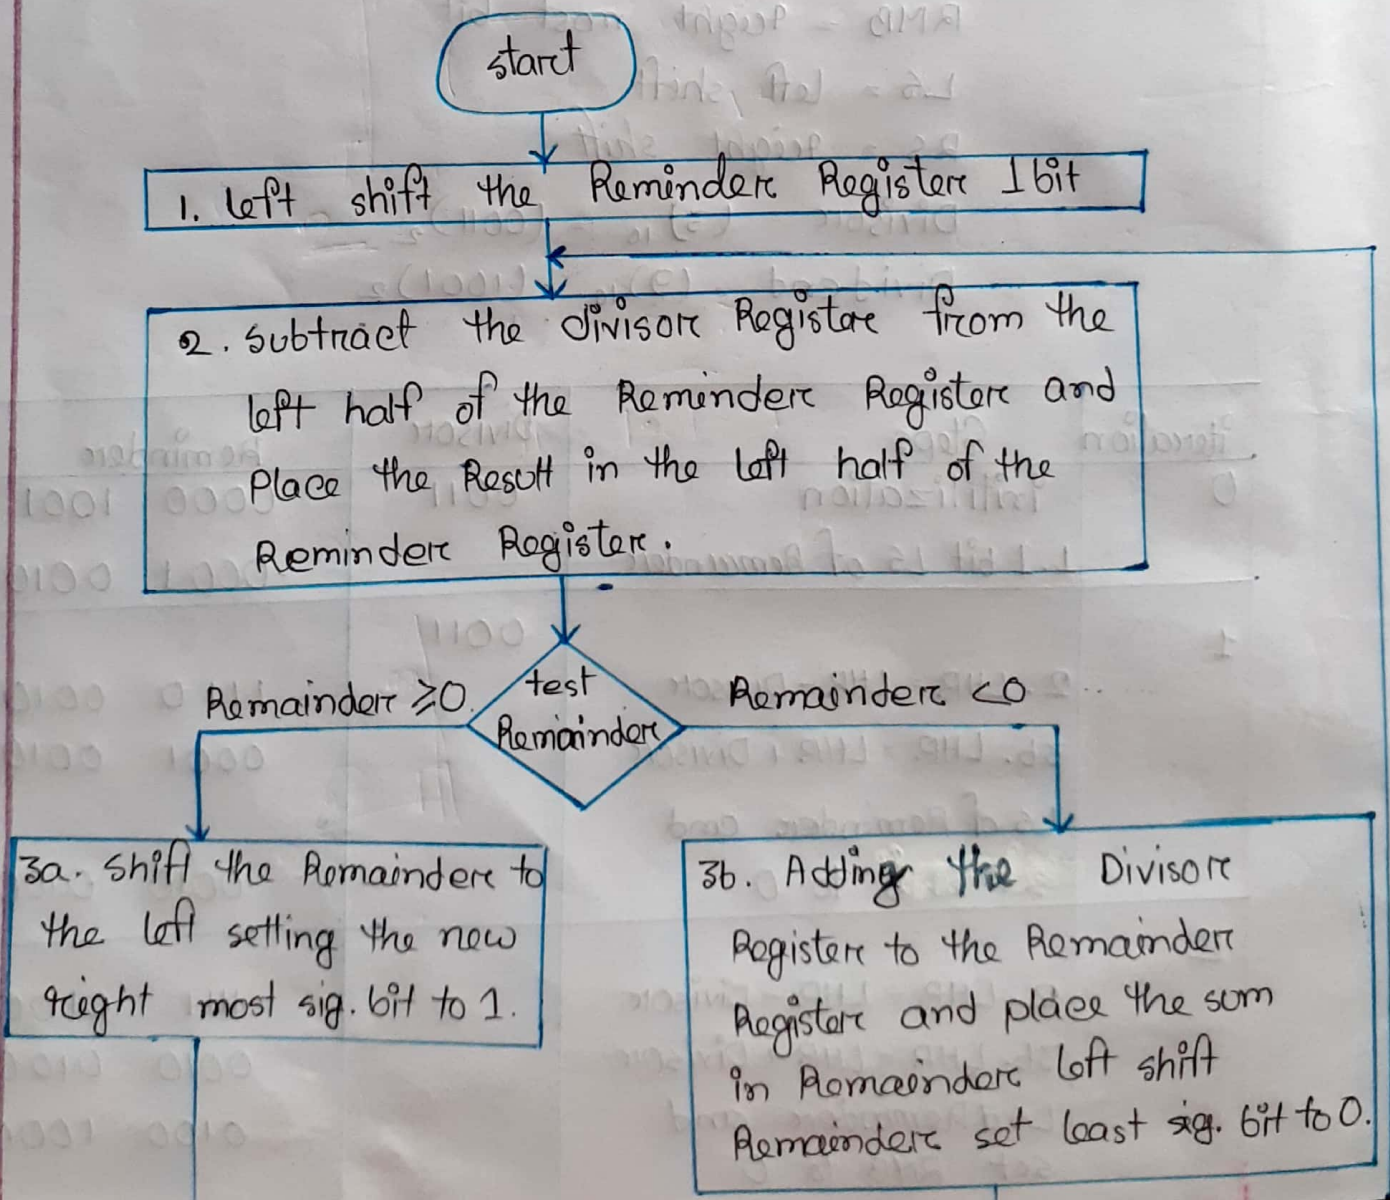 start
1. left shift the Reminder Register 1 bit
2. Subtract the divisor Register from the
left half of the Remender Register and
Place the Result in the left half of the
Reminder Register.
Remainder ≥0
test
Remainder
Remainder <0
3a. Shift the Remainder to
the left setting the new
right most sig. bit to 1.
3b. Adding the Divisor
Register to the Remainder
Register and place the sum
in Remaeinder left shift
Remainder set least sig. bit to 0.